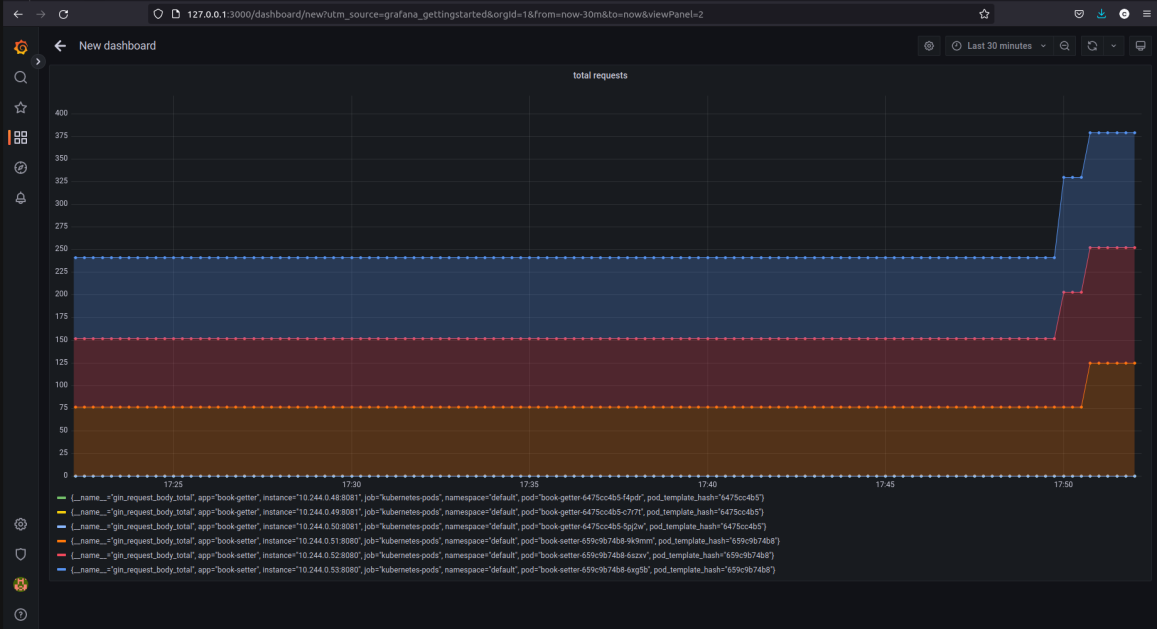 127.0.0.1:3000/dashboard/new?utm_source=grafana_gettingstarted&orgId=1&from=now-30m&to=now&viewPanel=2
New dashboard
Last 30 minutes
total requests
400
375
350
325
300
275
250
225
200
175
150
125
100
75
50
25
0
17:25 17:30 17:35 17:40 17:45 17:50
{__name__="gin_request_body_total", app="book-getter", instance="10.244.0.48:8081", job="kubernetes-pods", namespace="default", pod="book-getter-6475cc4b5-f4pdr", pod_template_hash="6475cc4b5"}
{__name__="gin_request_body_total", app="book-getter", instance="10.244.0.49:8081", job="kubernetes-pods", namespace="default", pod="book-getter-6475cc4b5-c7r7t", pod_template_hash="6475cc4b5"}
{__name__="gin_request_body_total", app="book-getter", instance="10.244.0.50:8081", job="kubernetes-pods", namespace="default", pod="book-getter-6475cc4b5-5pj2w", pod_template_hash="6475cc4b5"}
{__name__="gin_request_body_total", app="book-setter", instance="10.244.0.51:8080", job="kubernetes-pods", namespace="default", pod="book-setter-659c9b74b8-9k9mm", pod_template_hash="659c9b74b8"}
{__name__="gin_request_body_total", app="book-setter", instance="10.244.0.52:8080", job="kubernetes-pods", namespace="default", pod="book-setter-659c9b74b8-6szxv", pod_template_hash="659c9b74b8"}
{__name__="gin_request_body_total", app="book-setter", instance="10.244.0.53:8080", job="kubernetes-pods", namespace="default", pod="book-setter-659c9b74b8-6xg5b", pod_template_hash="659c9b74b8"}